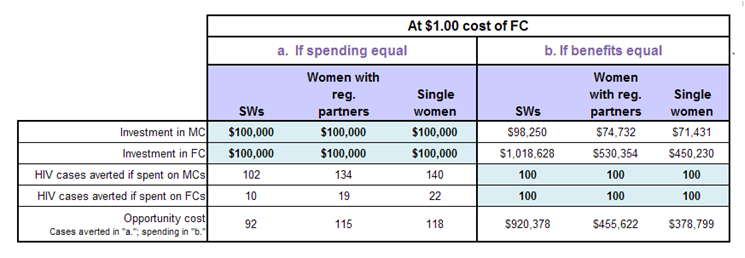 At $1.00 cost of FC
a. If spending equal b. If benefits equal
SWs Women with reg. partners Single women SWs Women with reg. partners Single women
Investment in MC $100,000 $100,000 $100,000 $98,250 $74,732 $71,431
Investment in FC $100,000 $100,000 $100,000 $1,018,628 $530,354 $450,230
HIV cases averted if spent on MCs 102 134 140 100 100 100
HIV cases averted if spent on FCs 10 19 22 100 100 100
Opportunity cost 92 115 118 $920,378 $455,622 $378,799
Cases averted in "a."; spending in "b."